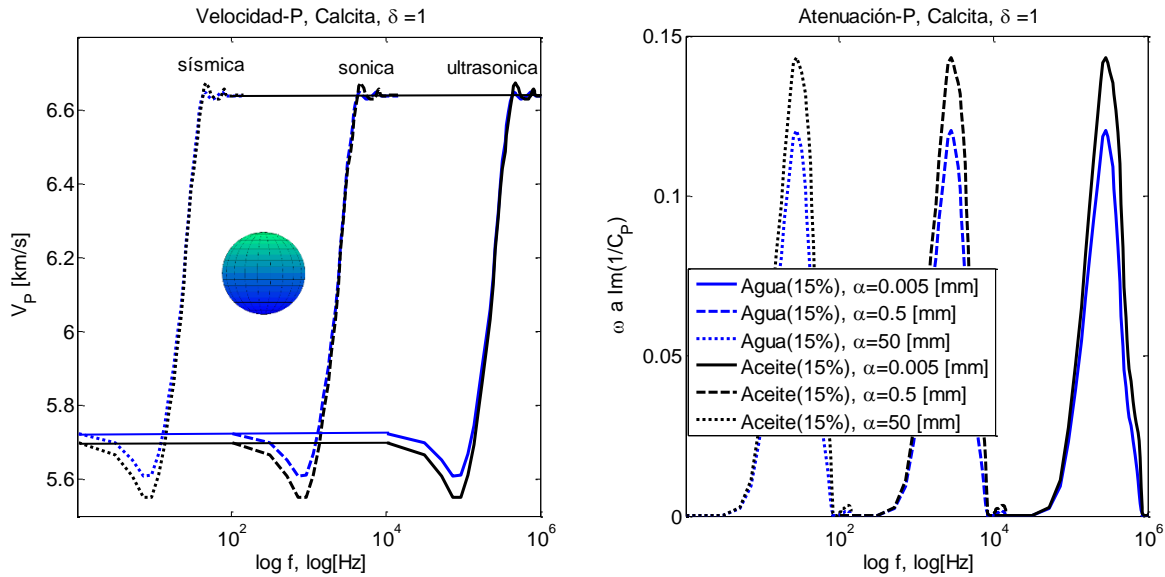 Velocidad-P, Calcita, δ =1
sísmica
sonica
ultrasonica
6.6
6.4
6.2
6
5.8
5.6
V_P [km/s]
10^2
10^4
10^6
log f, log[Hz]
Atenuación-P, Calcita, δ =1
0.15
0.1
0.05
0
ω a Im(1/C_P)
Agua(15%), α=0.005 [mm]
Agua(15%), α=0.5 [mm]
Agua(15%), α=50 [mm]
Aceite(15%), α=0.005 [mm]
Aceite(15%), α=0.5 [mm]
Aceite(15%), α=50 [mm]
10^2
10^4
10^6
log f, log[Hz]